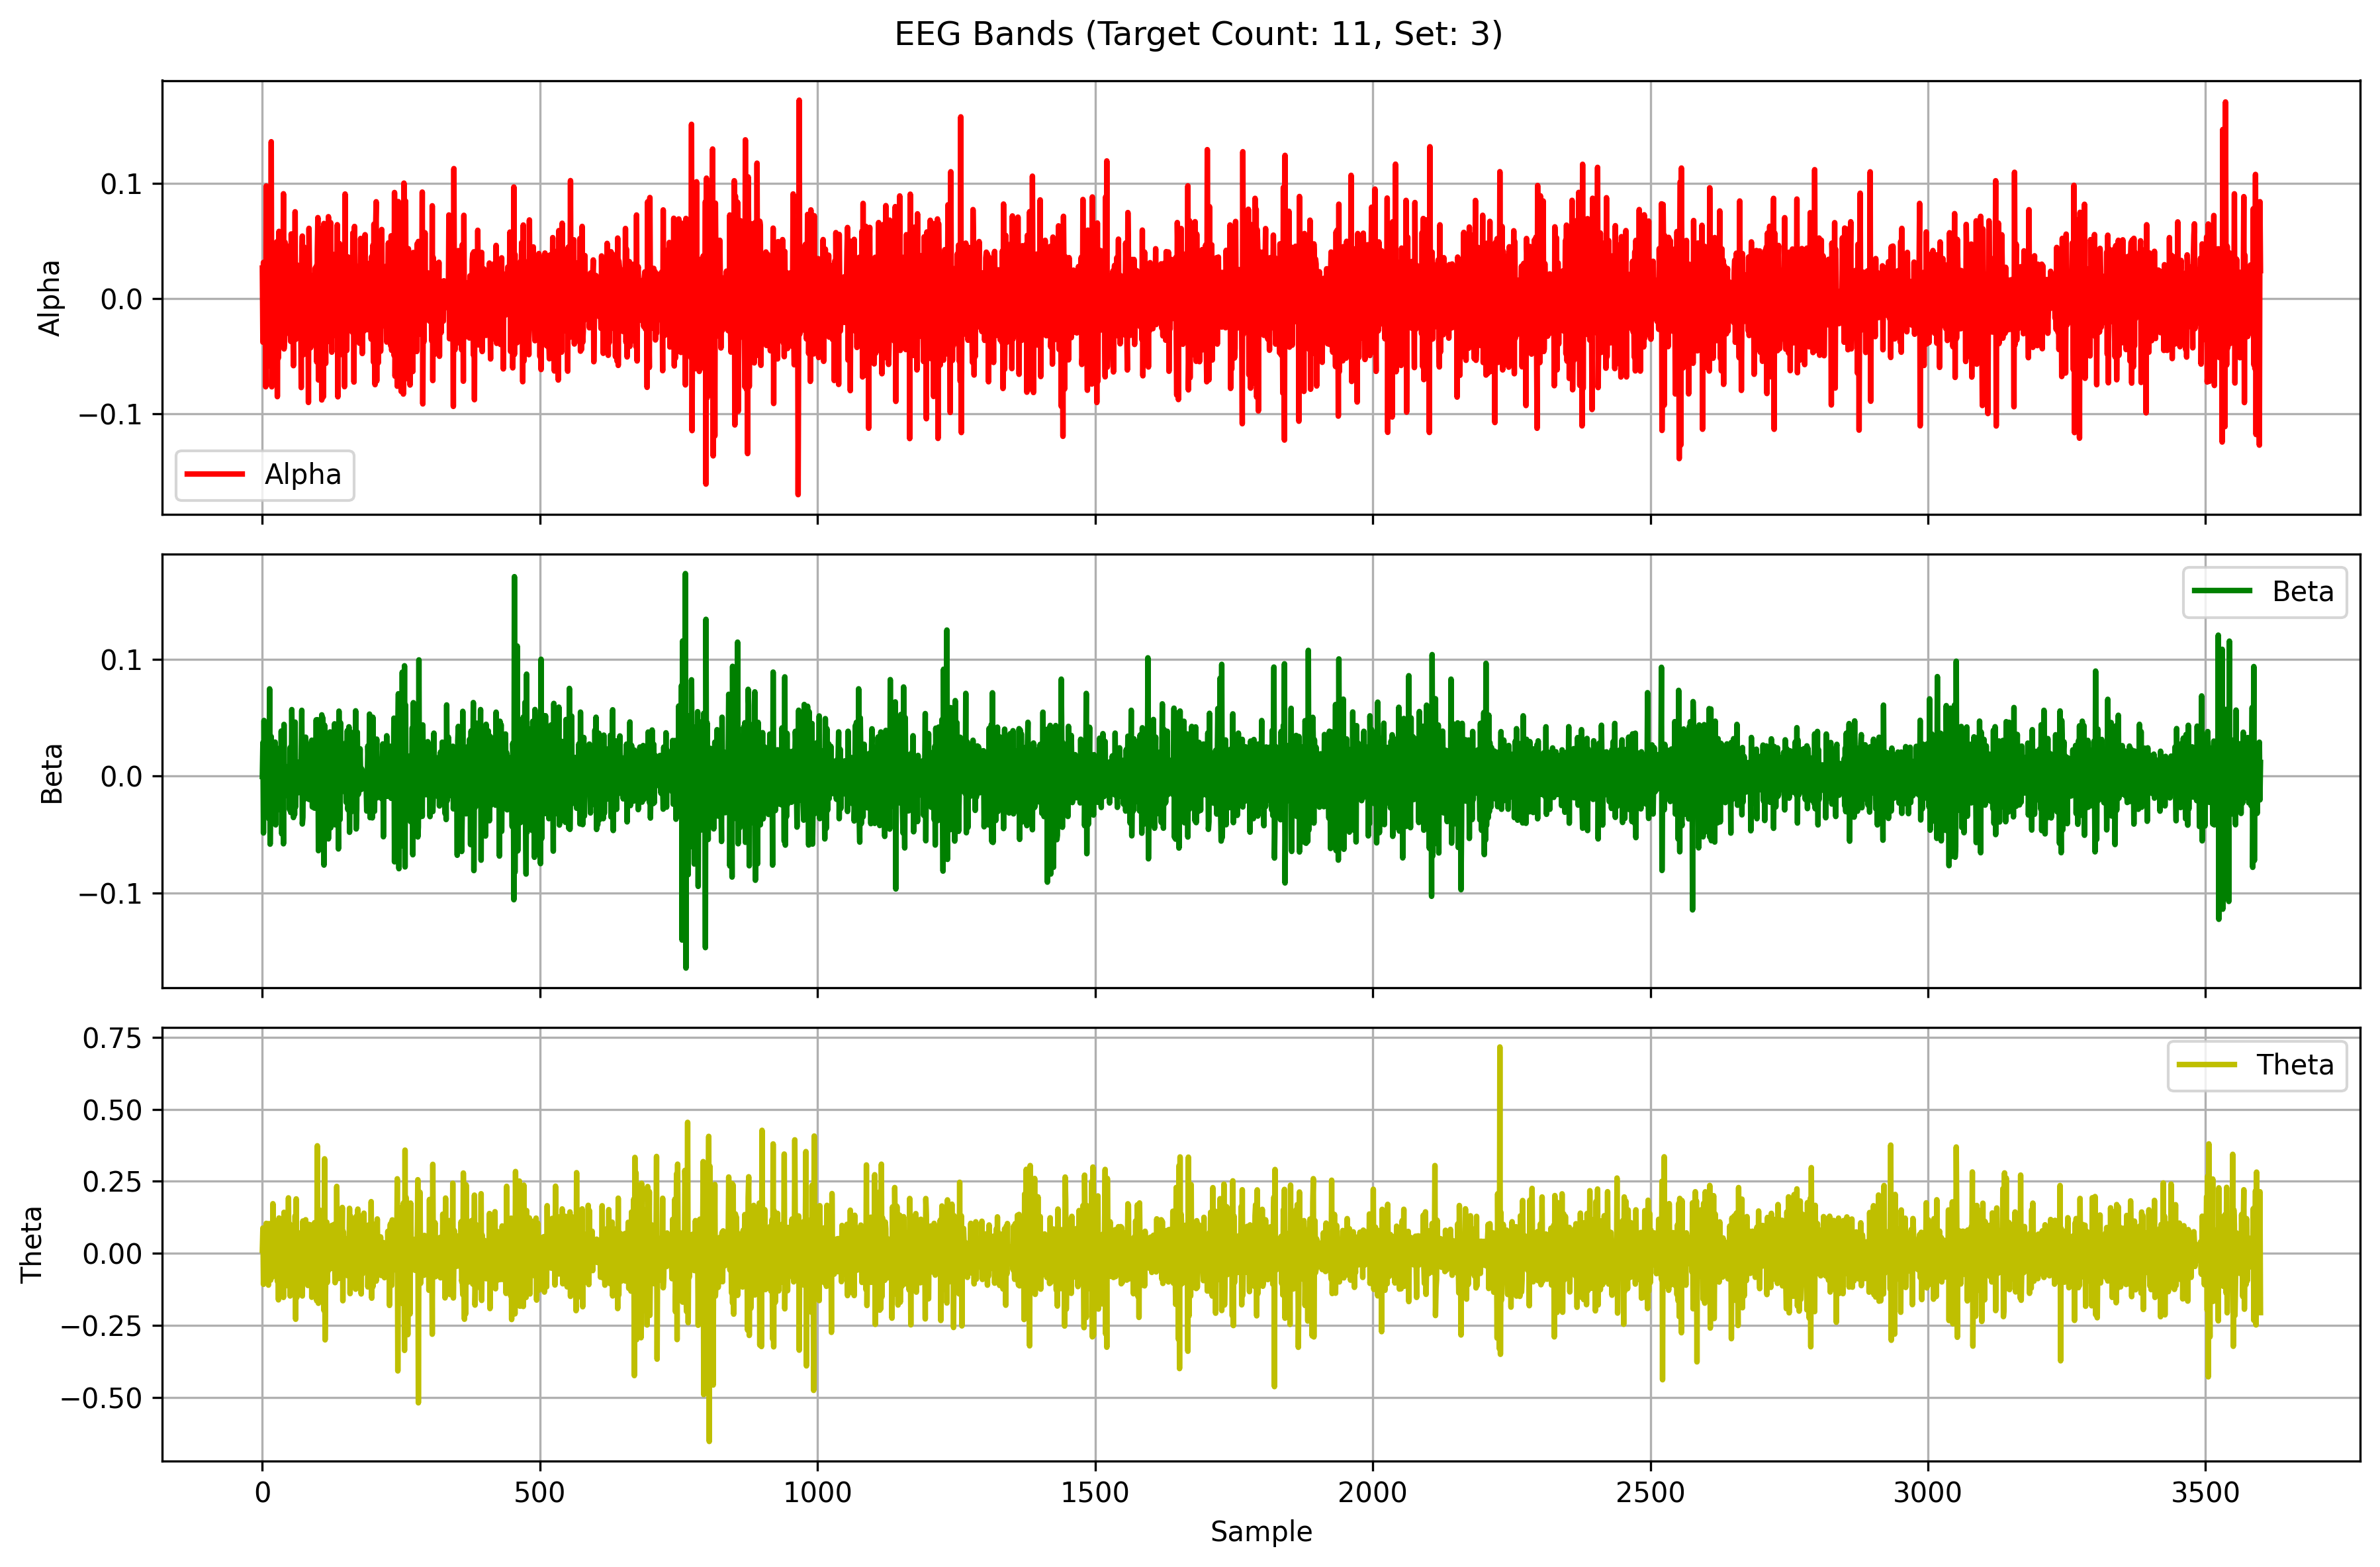 EEG Bands (Target Count: 11, Set: 3)
Alpha
0.1
0.0
−0.1
Alpha
Beta
0.1
0.0
−0.1
Beta
Theta
0.75
0.50
0.25
0.00
−0.25
−0.50
Theta
0 500 1000 1500 2000 2500 3000 3500
Sample